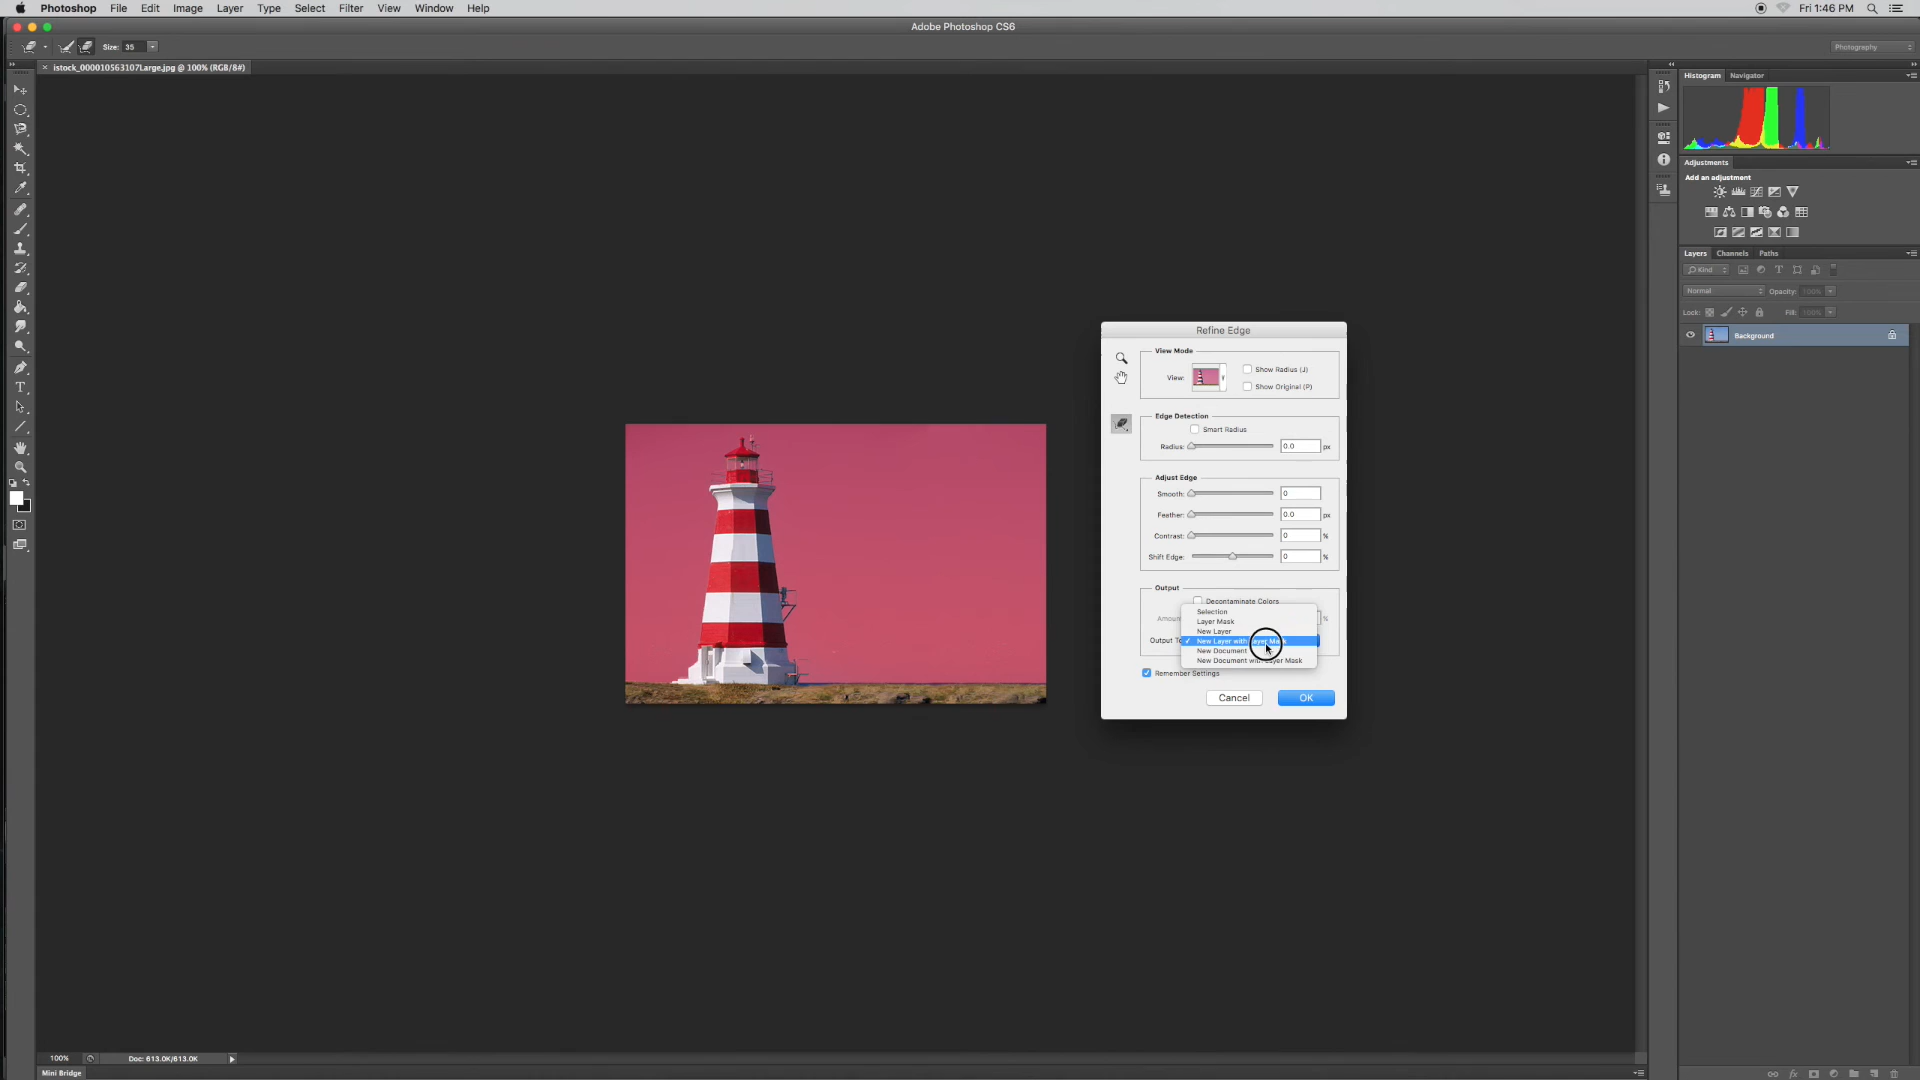 Photoshop File Edit Image Layer Type Select Filter View Window Help Fri 1:46 PM
Adobe Photoshop CS6
Size: 35 Photography
× istock_000010563107Large.jpg @ 100% (RGB/8#)
Histogram Navigator
Adjustments
Add an adjustment
Layers Channels Paths
Kind
Normal Opacity: 100%
Lock: Fill: 100%
Background
Refine Edge
View Mode
View: Show Radius (J)
Show Original (P)
Edge Detection
Smart Radius
Radius: 0.0 px
Adjust Edge
Smooth: 0
Feather: 0.0 px
Contrast: 0 %
Shift Edge: 0 %
Output
Decontaminate Colors
Selection
Amoun %
Layer Mask
New Layer
Output T ✓ New Layer with Layer Mask
New Document
New Document with Layer Mask
Remember Settings
Cancel OK
100% Doc: 613.0K/613.0K
Mini Bridge